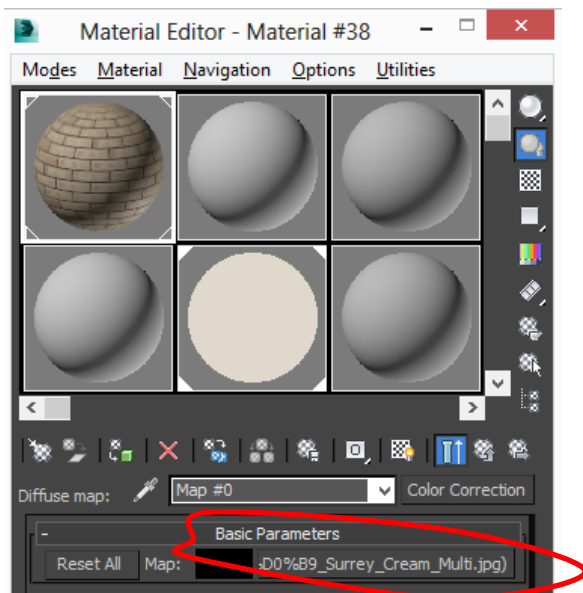 Material Editor - Material #38
Modes Material Navigation Options Utilities
Diffuse map: Map #0 Color Correction
- Basic Parameters
Reset All Map: ·D0%B9_Surrey_Cream_Multi.jpg)